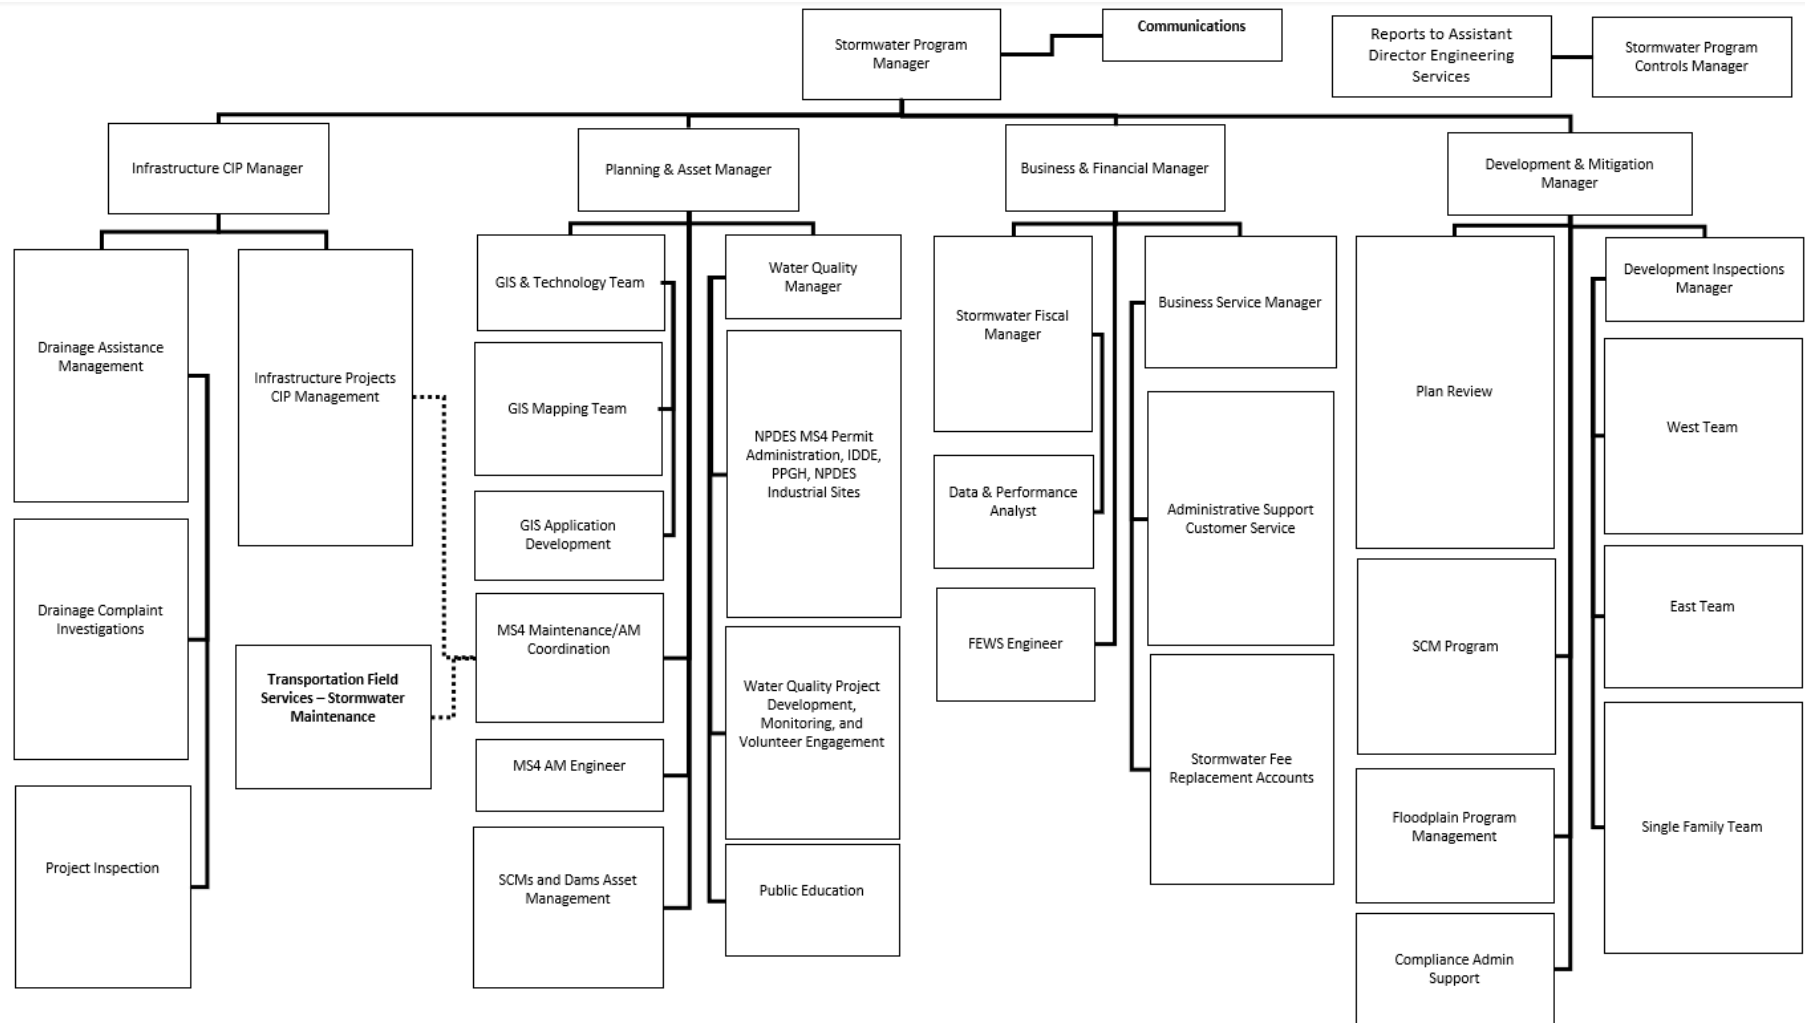 Stormwater Program
Manager
Communications
Reports to Assistant
Director Engineering
Services
Stormwater Program
Controls Manager
Infrastructure CIP Manager
Planning & Asset Manager
Business & Financial Manager
Development & Mitigation
Manager
Drainage Assistance
Management
Drainage Complaint
Investigations
Project Inspection
Infrastructure Projects
CIP Management
Transportation Field
Services – Stormwater
Maintenance
GIS & Technology Team
GIS Mapping Team
GIS Application
Development
MS4 Maintenance/AM
Coordination
MS4 AM Engineer
SCMs and Dams Asset
Management
Water Quality
Manager
NPDES MS4 Permit
Administration, IDDE,
PPGH, NPDES
Industrial Sites
Water Quality Project
Development,
Monitoring, and
Volunteer Engagement
Public Education
Stormwater Fiscal
Manager
Data & Performance
Analyst
FEWS Engineer
Business Service Manager
Administrative Support
Customer Service
Stormwater Fee
Replacement Accounts
Plan Review
SCM Program
Floodplain Program
Management
Compliance Admin
Support
Development Inspections
Manager
West Team
East Team
Single Family Team